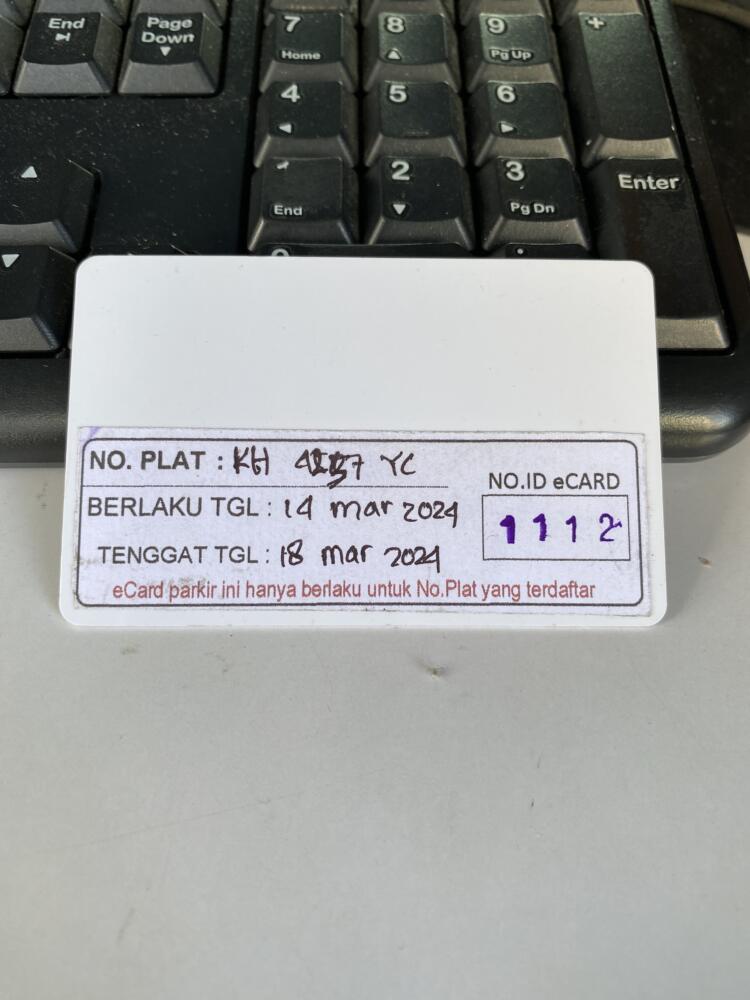 End
Page
Down
7
Home
8
9
Pg Up
+
4
5
6
End
2
3
Pg Dn
Enter
NO. PLAT : KH YC
BERLAKU TGL : 14 mar 2024
TENGGAT TGL : 18 mar 2024
NO.ID eCARD
1112
eCard parkir ini hanya berlaku untuk No.Plat yang terdaftar